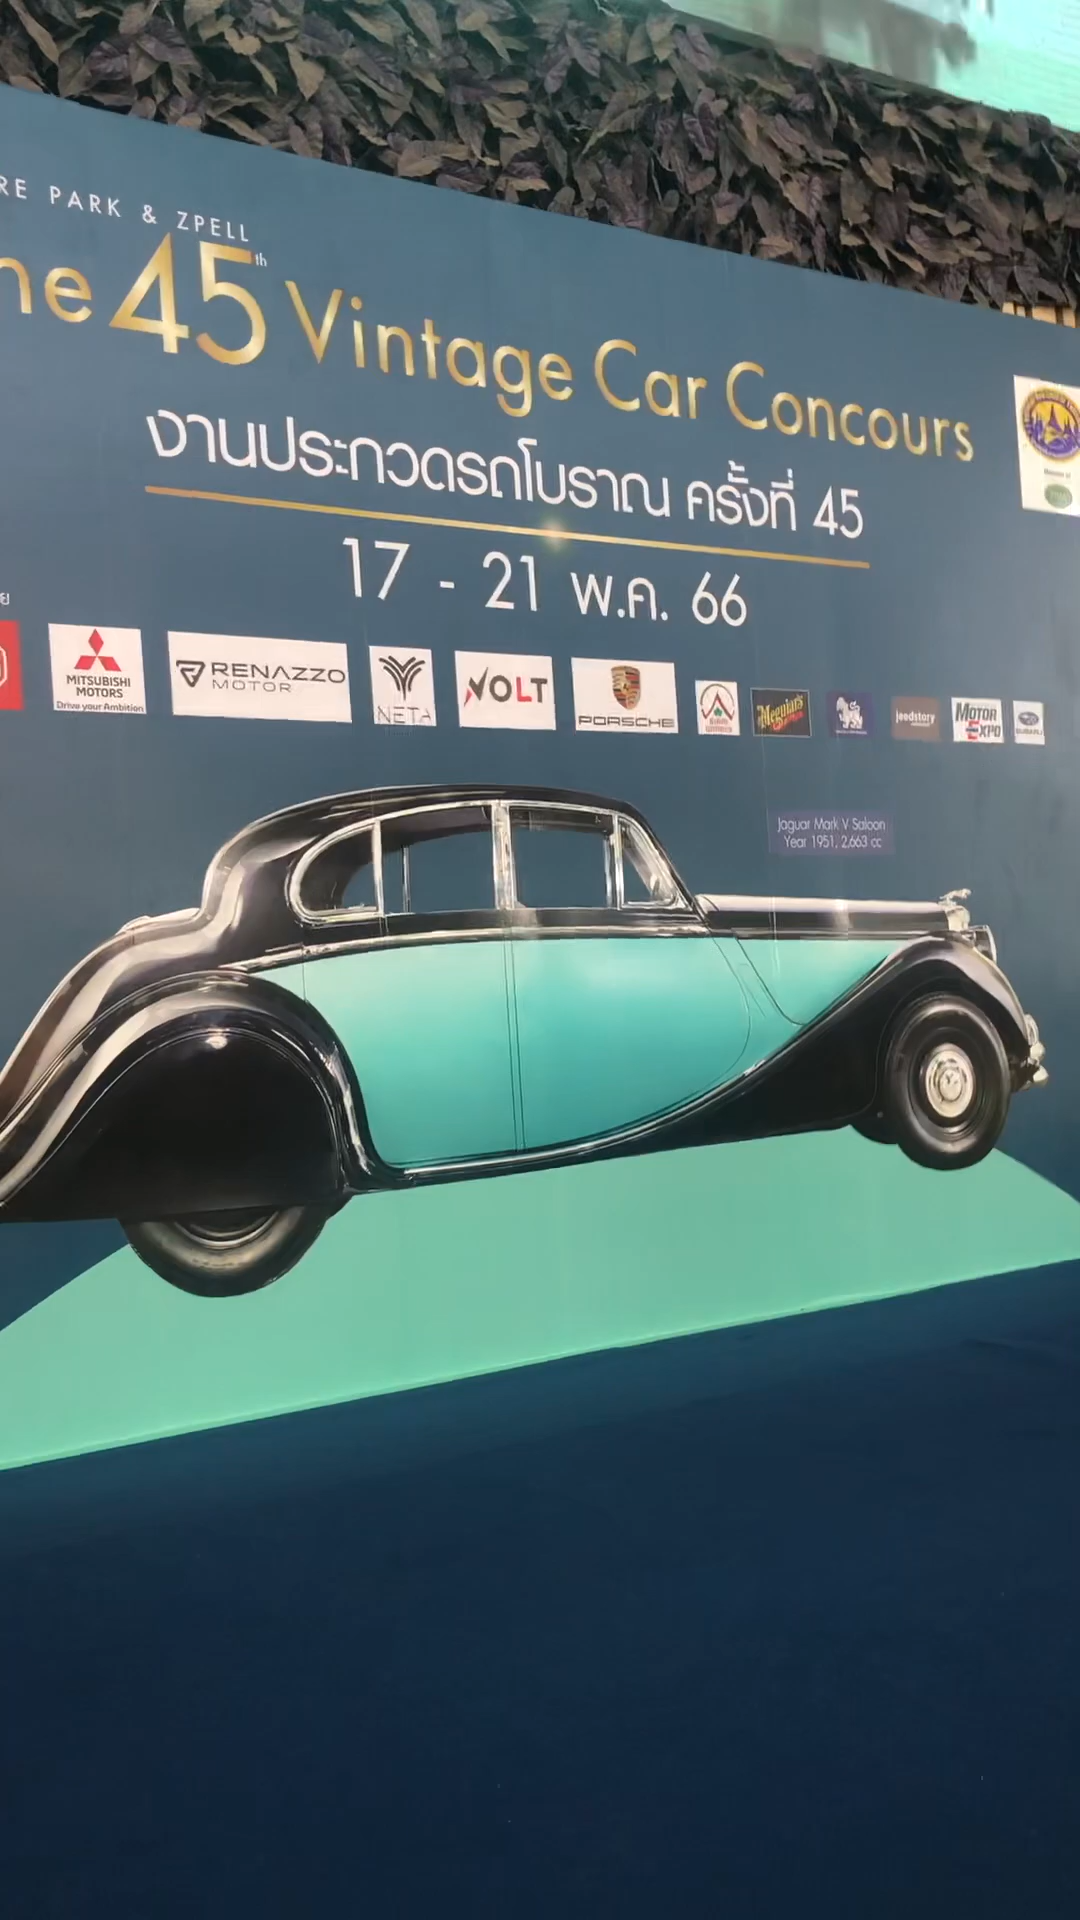 RE PARK & ZPELL
he 45th Vintage Car Concours
งานประกวดรถโบราณ ครั้งที่ 45
17 - 21 พ.ค. 66
MITSUBISHI
MOTORS
Drive your Ambition
RENAZZO
MOTOR
NETA
VOLT
PORSCHE
Meguiar's
jeedstory
MOTOR
EXPO
SUBARU
Jaguar Mark V Saloon
Year 1951, 2,663 cc